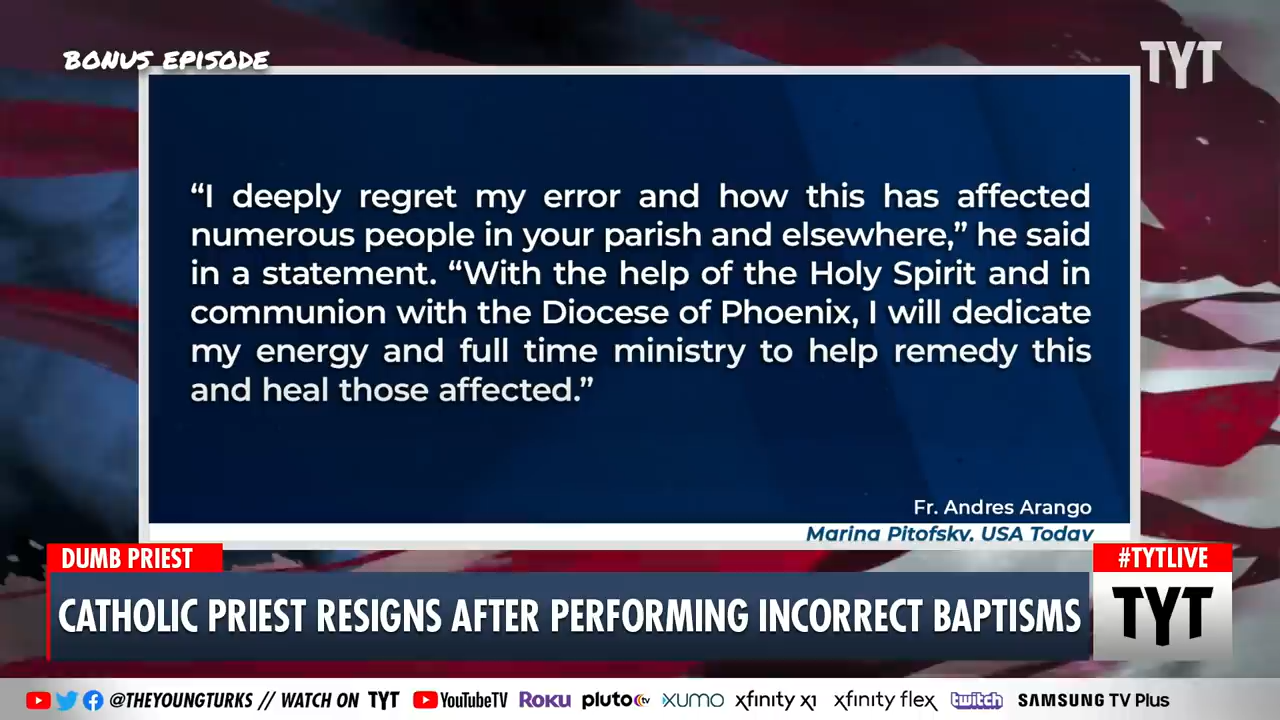 BONUS EPISODE
TYT
“I deeply regret my error and how this has affected
numerous people in your parish and elsewhere,” he said
in a statement. “With the help of the Holy Spirit and in
communion with the Diocese of Phoenix, I will dedicate
my energy and full time ministry to help remedy this
and heal those affected.”
Fr. Andres Arango
Marina Pitofsky, USA Today
DUMB PRIEST
#TYTLIVE
CATHOLIC PRIEST RESIGNS AFTER PERFORMING INCORRECT BAPTISMS
TYT
@THEYOUNGTURKS // WATCH ON TYT YouTubeTV ROKU pluto tv xumo xfinity x1 xfinity flex twitch SAMSUNG TV Plus